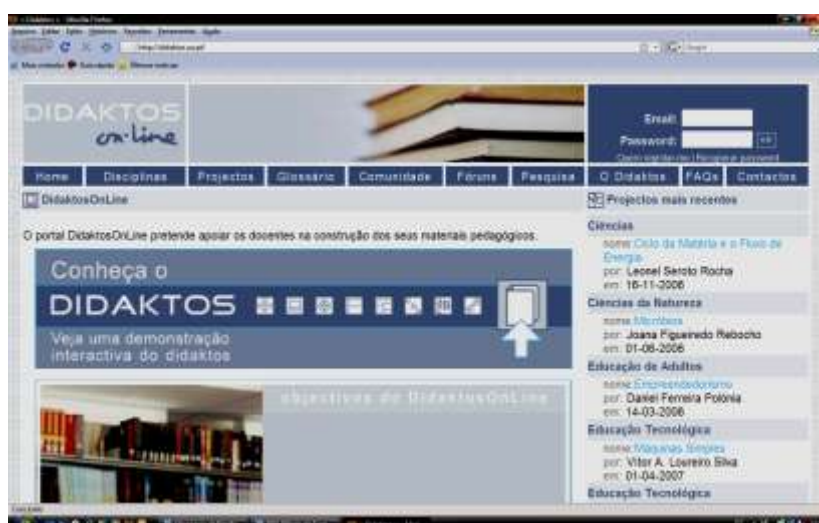 DIDAKTOS
on-line
Email:
Password:
Home Disciplinas Projectos Glossário Comunidade Fóruns Pesquisa O Didaktos FAQs Contactos
DidaktosOnLine
O portal DidaktosOnLine pretende apoiar os docentes na construção dos seus materiais pedagógicos.
Conheça o
DIDAKTOS
Veja uma demonstração
interactiva do didaktos
objectivos do DidaktosOnLine
Projectos mais recentes
Ciências
nome: Ciclo da Matéria e o Fluxo de
Energia
por: Leonel Seroto Rocha
em: 16-11-2006
Ciências da Natureza
nome:
por: Joana Figueiredo Rebocho
em: 01-06-2006
Educação de Adultos
nome: Empreendedorismo
por: Daniel Ferreira Polónia
em: 14-03-2006
Educação Tecnológica
nome: Máquinas Simples
por: Vitor A. Loureiro Silva
em: 01-04-2007
Educação Tecnológica